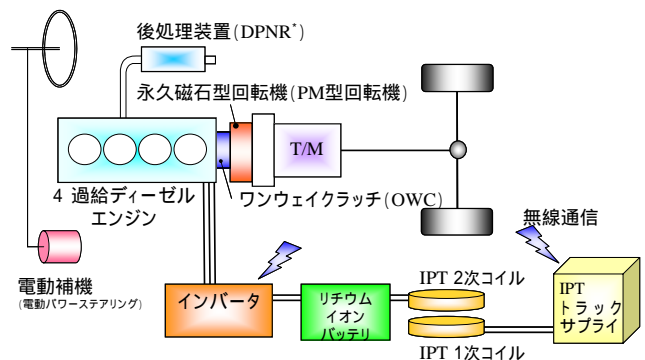 後処理装置(DPNR*)
永久磁石型回転機(PM型回転機)
T/M
ワンウェイクラッチ(OWC)
4 過給ディーゼル
エンジン
無線通信
電動補機
(電動パワーステアリング)
インバータ
リチウム
イオン
バッテリ
IPT 2次コイル
IPT 1次コイル
IPT
トラック
サプライ